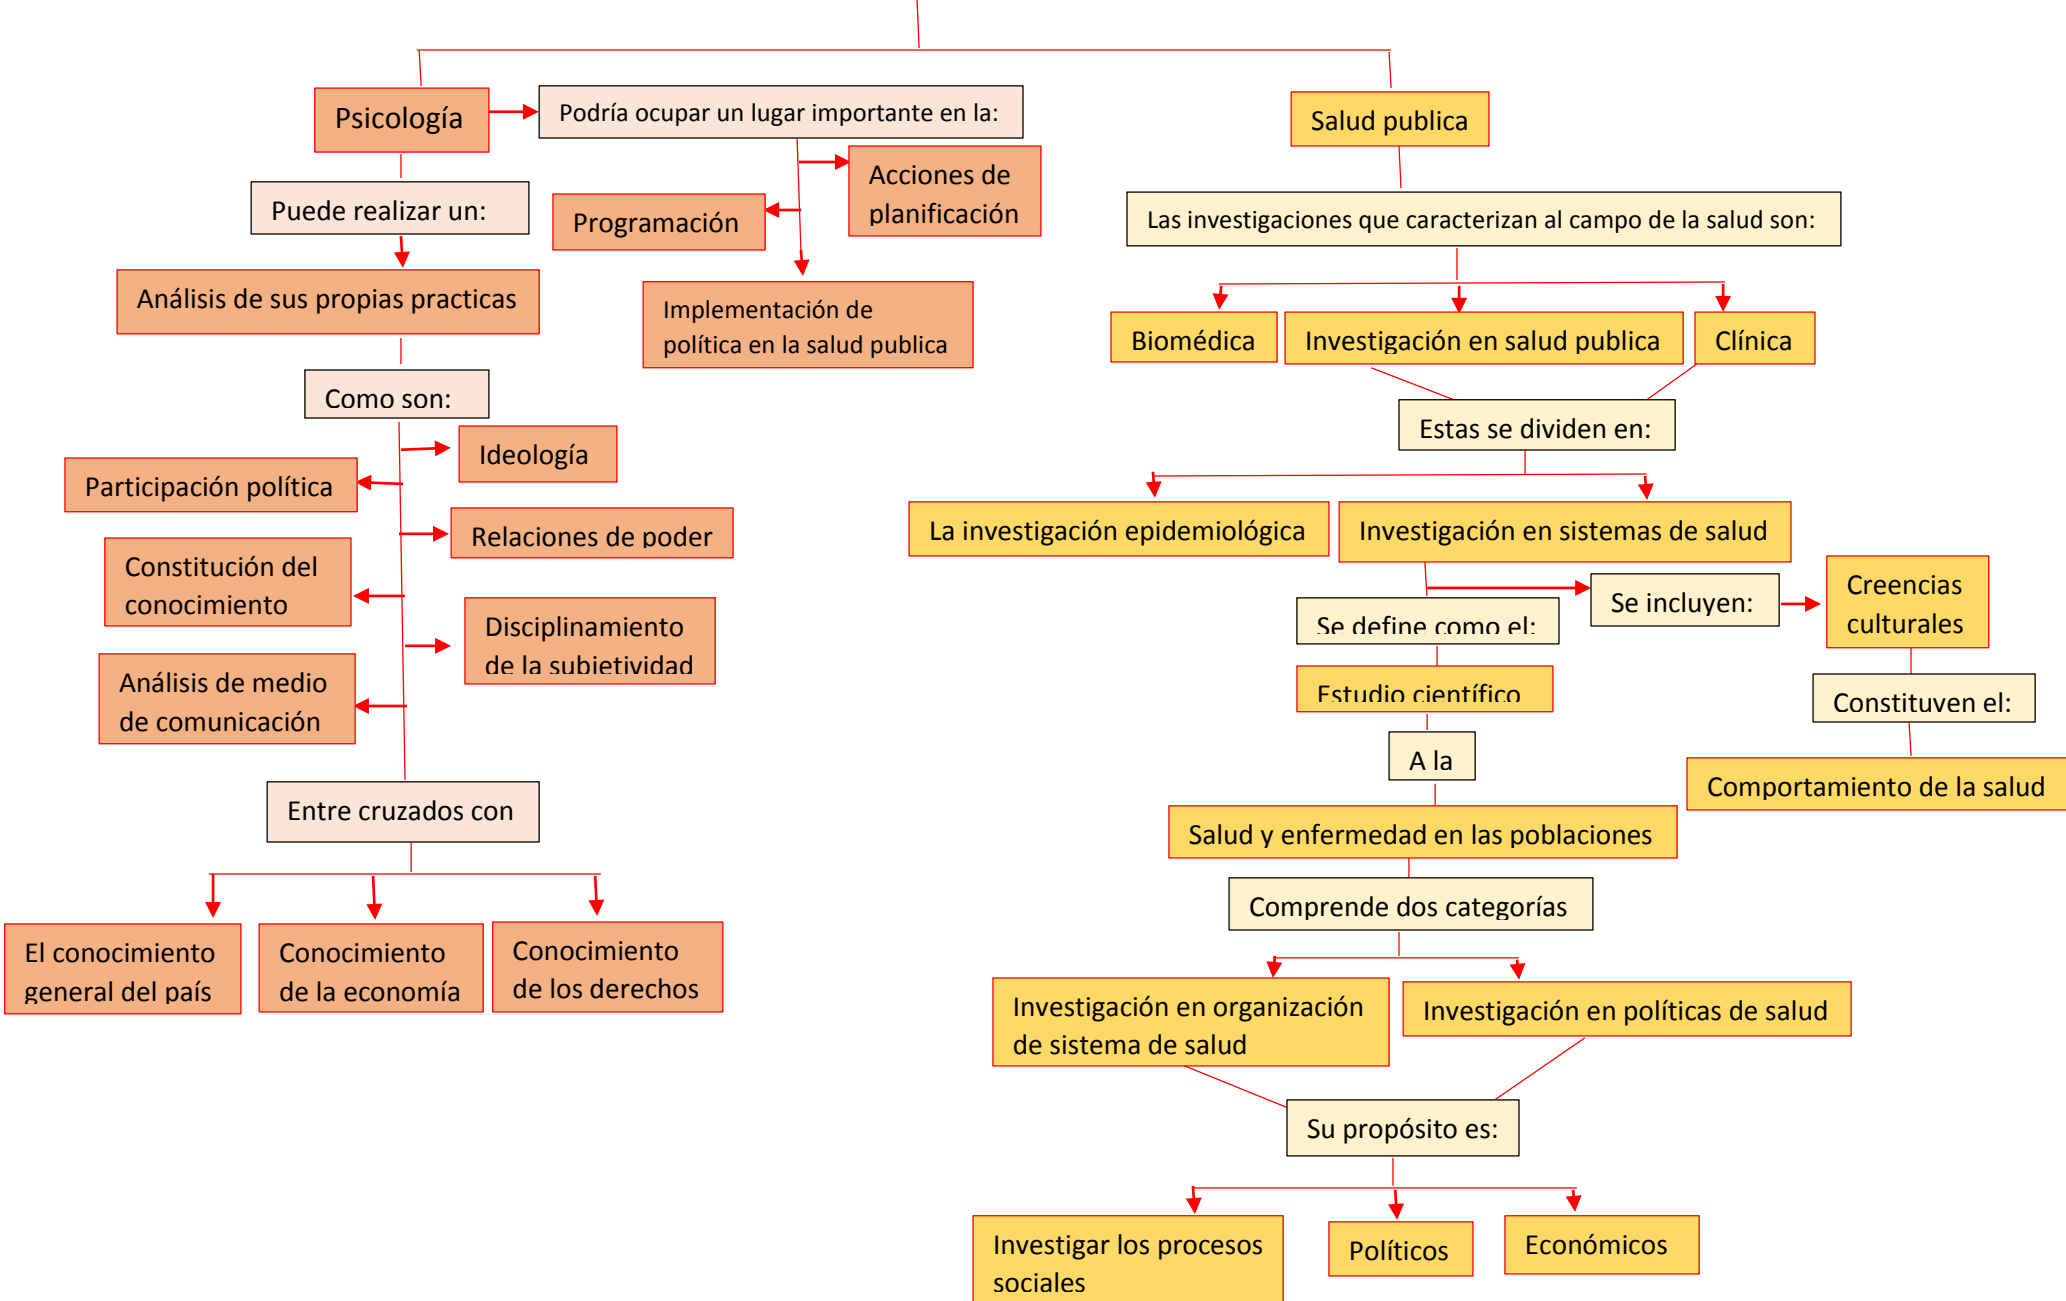 Psicología
Podría ocupar un lugar importante en la:
Acciones de
planificación
Programación
Implementación de
política en la salud publica
Puede realizar un:
Análisis de sus propias practicas
Como son:
Ideología
Participación política
Relaciones de poder
Constitución del
conocimiento
Disciplinamiento
de la subjetividad
Análisis de medio
de comunicación
Entre cruzados con
El conocimiento
general del país
Conocimiento
de la economía
Conocimiento
de los derechos
Salud publica
Las investigaciones que caracterizan al campo de la salud son:
Biomédica
Investigación en salud publica
Clínica
Estas se dividen en:
La investigación epidemiológica
Investigación en sistemas de salud
Se incluyen:
Creencias
culturales
Constituyen el:
Comportamiento de la salud
Se define como el:
Estudio científico
A la
Salud y enfermedad en las poblaciones
Comprende dos categorías
Investigación en organización
de sistema de salud
Investigación en políticas de salud
Su propósito es:
Investigar los procesos
sociales
Políticos
Económicos